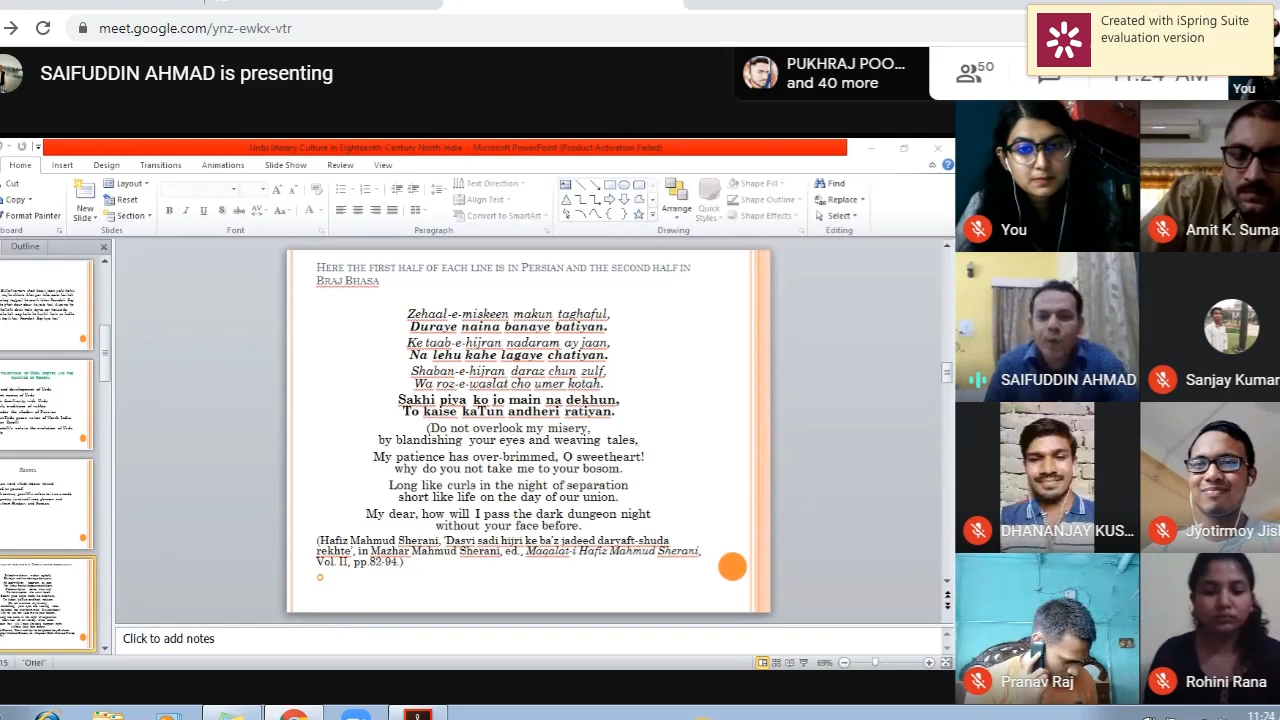 meet.google.com/ynz-ewkx-vtr
Created with iSpring Suite
evaluation version
SAIFUDDIN AHMAD is presenting
PUKHRAJ POO...
and 40 more
50
11:24 AM
You
Urdu literary Culture in Eighteenth-Century North India - Microsoft PowerPoint (Product Activation Failed)
Home Insert Design Transitions Animations Slide Show Review View
Cut
Copy
Format Painter
New
Slide
Layout
Reset
Section
Slides
Font
Text Direction
Align Text
Convert to SmartArt
Paragraph
Arrange
Quick
Styles
Shape Fill
Shape Outline
Shape Effects
Drawing
Find
Replace
Select
Editing
Outline
HERE THE FIRST HALF OF EACH LINE IS IN PERSIAN AND THE SECOND HALF IN
BRAJ BHASA
Zehaal-e-miskeen makun taghaful,
Duraye naina banaye batiyan.
Ke taab-e-hijran nadaram ay jaan,
Na lehu kahe lagaye chatiyan.
Shaban-e-hijran daraz chun zulf,
Wa roz-e-waslat cho umer kotah.
Sakhi piya ko jo main na dekhun,
To kaise kaTun andheri ratiyan.
(Do not overlook my misery,
by blandishing your eyes and weaving tales,
My patience has over-brimmed, O sweetheart!
why do you not take me to your bosom.
Long like curls in the night of separation
short like life on the day of our union.
My dear, how will I pass the dark dungeon night
without your face before.
(Hafiz Mahmud Sherani, 'Dasvi sadi hijri ke ba'z jadeed daryaft-shuda
rekhte', in Mazhar Mahmud Sherani, ed., Maqalat-i Hafiz Mahmud Sherani,
Vol. II, pp.82-94.)
Click to add notes
15 "Oriel"
69%
You
Amit K. Suma
SAIFUDDIN AHMAD
Sanjay Kumar
DHANANJAY KUS...
Jyotirmoy Jish
Pranav Raj
Rohini Rana
11:24